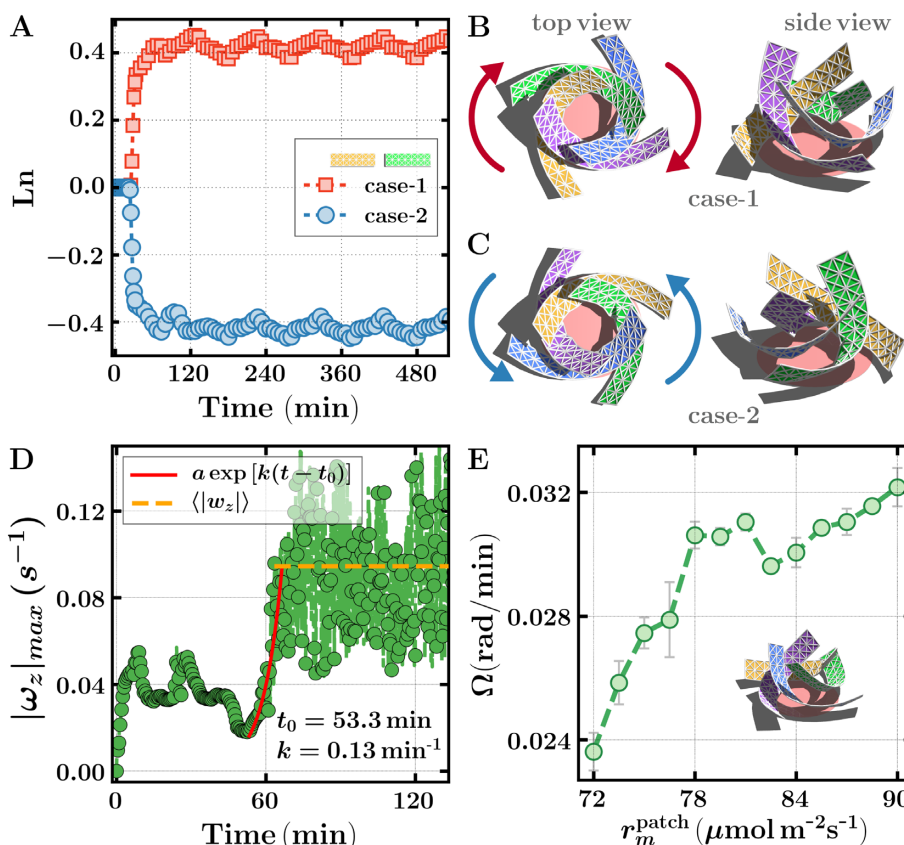 A
0.4
0.2
0.0
−0.2
−0.4
Ln
case-1
case-2
0 120 240 360 480
Time (min)
B
top view
side view
case-1
C
case-2
D
a exp [k(t − t₀)]
⟨|w_z|⟩
0.12
0.08
0.04
0.00
|ω_z|max (s⁻¹)
t₀ = 53.3 min
k = 0.13 min⁻¹
0 60 120
Time (min)
E
0.032
0.028
0.024
Ω(rad/min)
72 78 84 90
r_m^patch (μmol m⁻²s⁻¹)